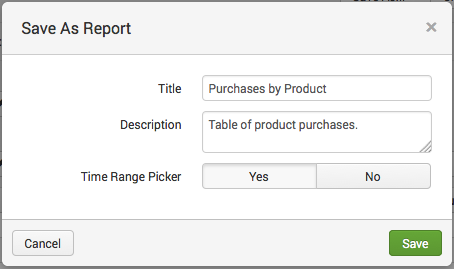 Save As Report ×
Title Purchases by Product
Description Table of product purchases.
Time Range Picker Yes No
Cancel Save